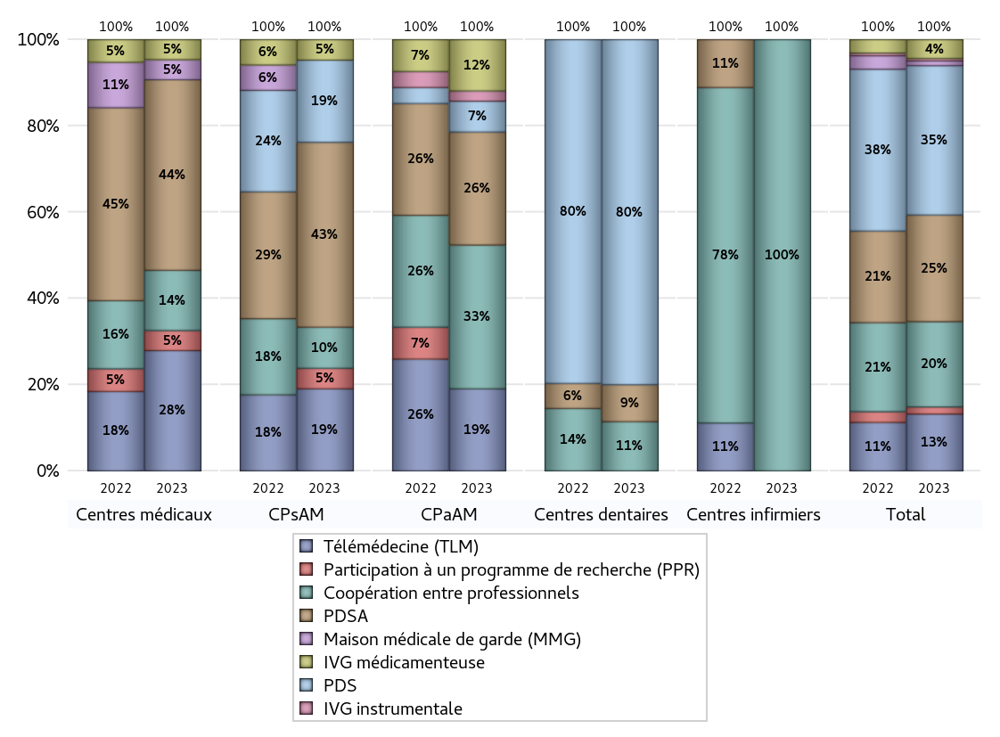 100% 100% 100% 100% 100% 100% 100% 100% 100% 100% 100% 100%
100%
5% 5% 6% 5% 7% 12% 11% 4%
11% 5% 6%
80%
45% 44% 24% 19% 26% 7% 26% 80% 80% 78% 100% 38% 35%
60%
29% 43% 26% 21% 25%
40%
16% 14% 18% 10% 33% 21% 20%
5% 5% 5% 7%
20%
6% 9%
18% 28% 18% 19% 26% 19% 14% 11% 11% 11% 13%
0%
2022 2023 2022 2023 2022 2023 2022 2023 2022 2023 2022 2023
Centres médicaux CPsAM CPaAM Centres dentaires Centres infirmiers Total
Télémédecine (TLM)
Participation à un programme de recherche (PPR)
Coopération entre professionnels
PDSA
Maison médicale de garde (MMG)
IVG médicamenteuse
PDS
IVG instrumentale